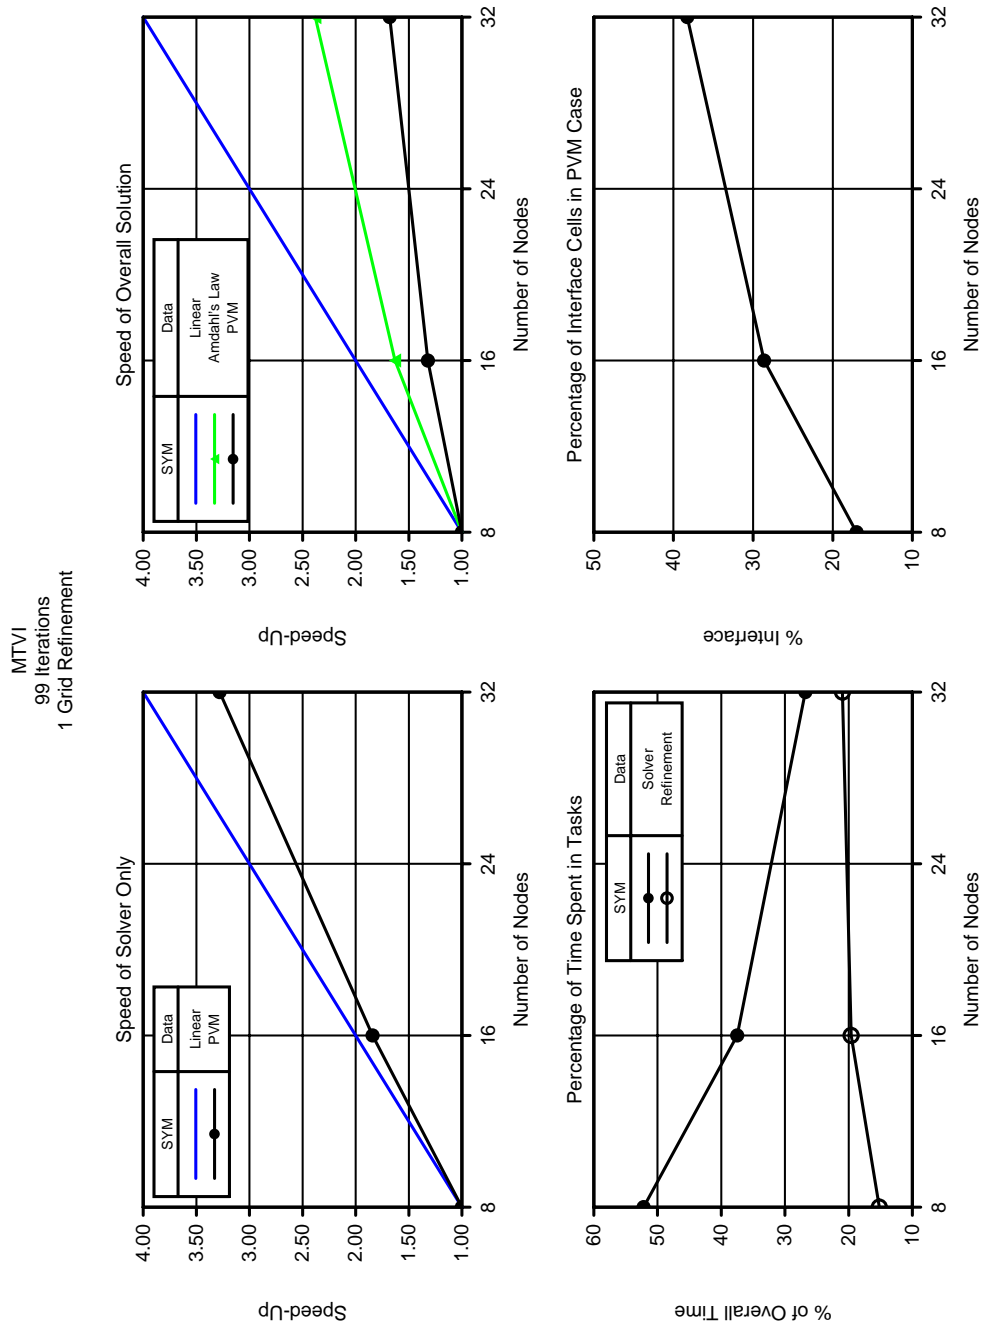 MTVI
99 Iterations
1 Grid Refinement
Speed of Solver Only
SYM Data
Linear
PVM
4.00
3.50
3.00
2.50
2.00
1.50
1.00
Speed-Up
8 16 24 32
Number of Nodes
Speed of Overall Solution
SYM Data
Linear
Amdahl's Law
PVM
4.00
3.50
3.00
2.50
2.00
1.50
1.00
Speed-Up
8 16 24 32
Number of Nodes
Percentage of Time Spent in Tasks
SYM Data
Solver
Refinement
60
50
40
30
20
10
% of Overall Time
8 16 24 32
Number of Nodes
Percentage of Interface Cells in PVM Case
50
40
30
20
10
% Interface
8 16 24 32
Number of Nodes